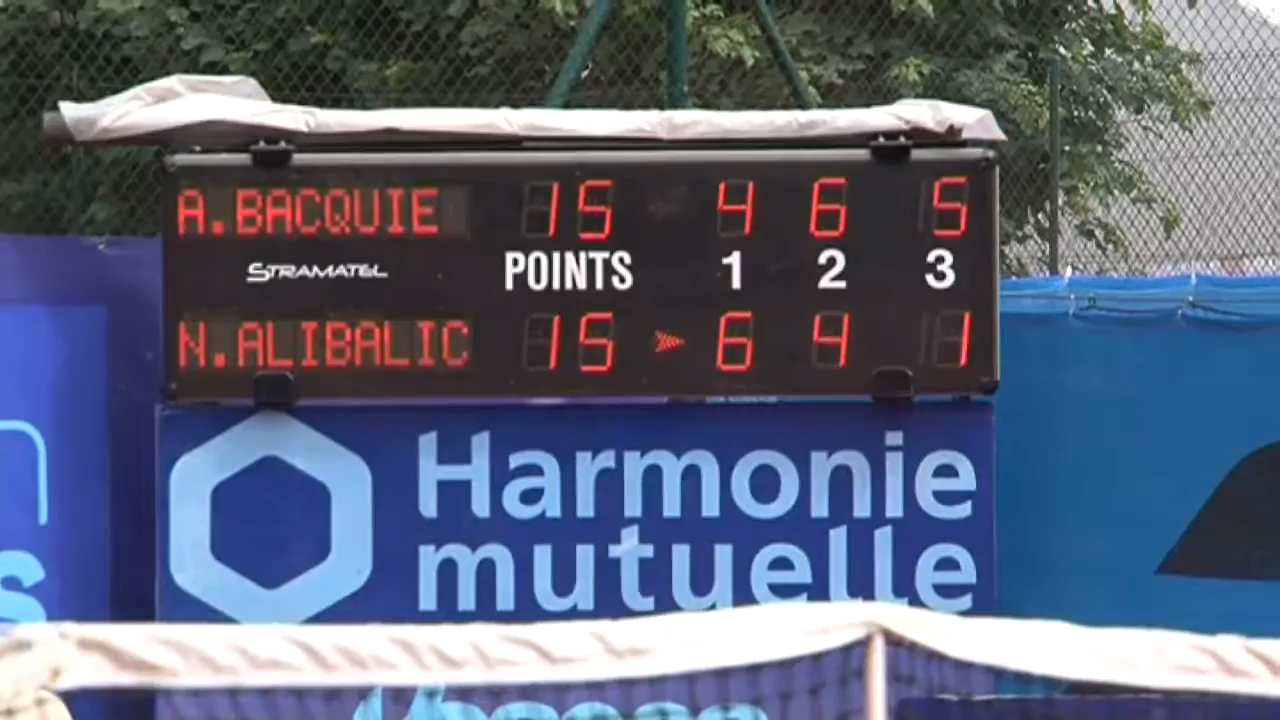 A.BACQUIE 15 4 6 5
STRAMATEL POINTS 1 2 3
N.ALIBALIC 15 6 4 1
Harmonie
mutuelle
s